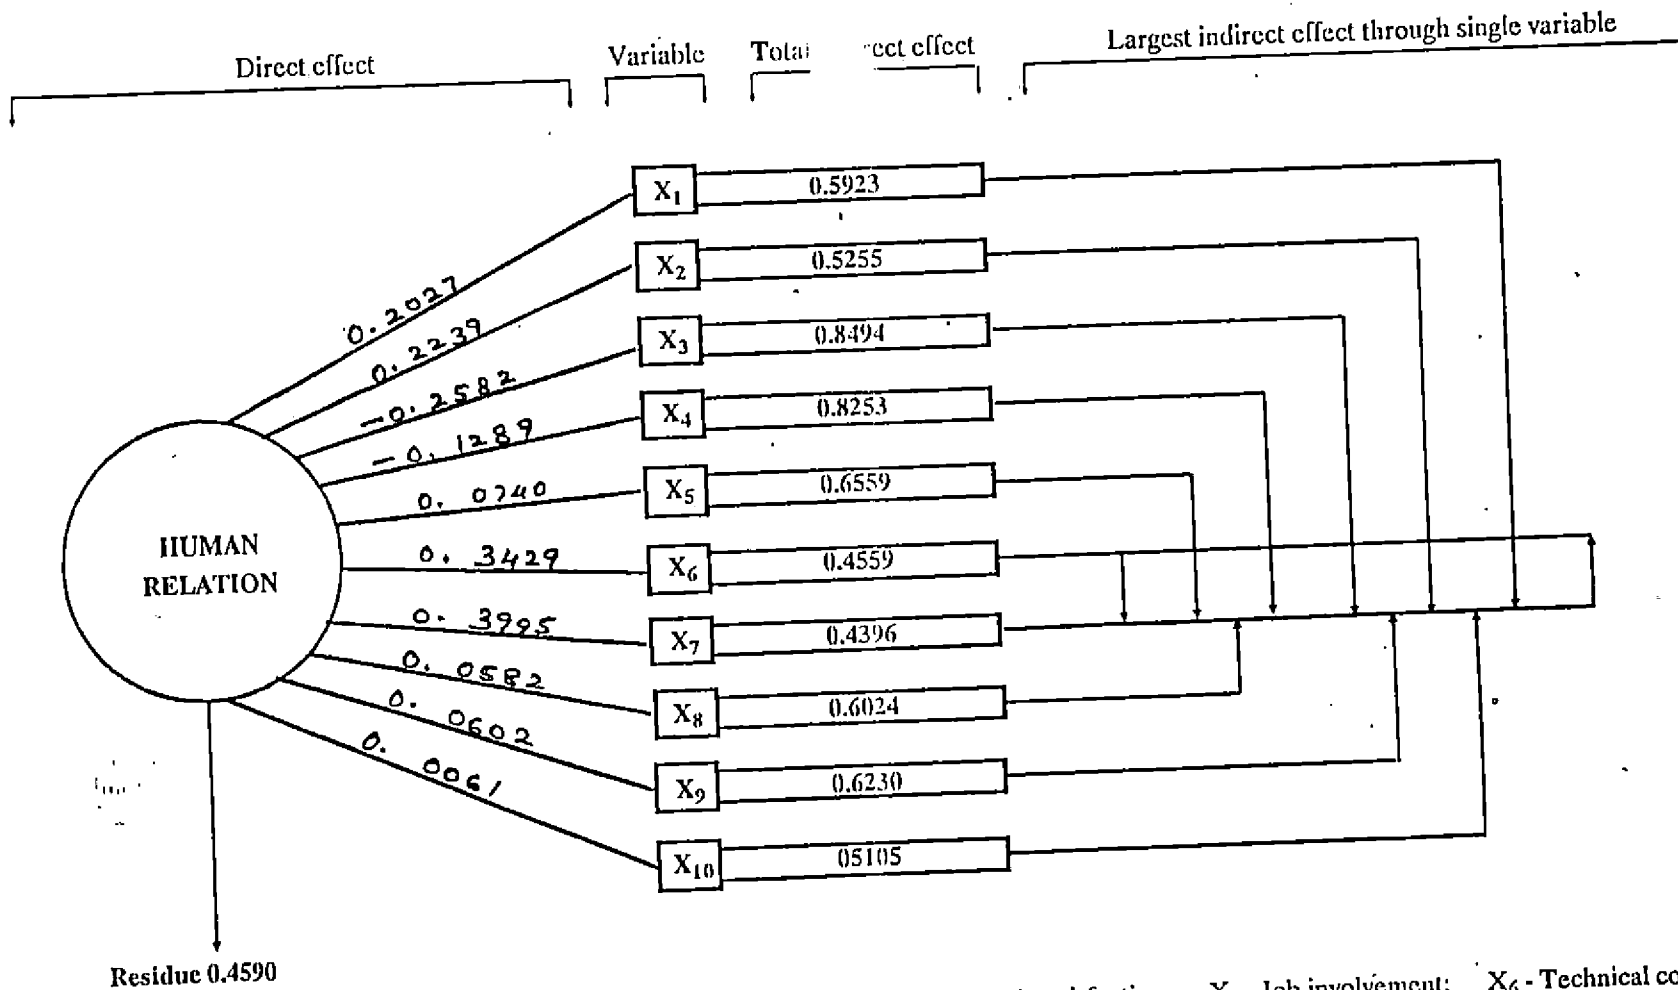 Direct effect
Variable
Total ect effect
Largest indirect effect through single variable
X1 0.5923
0.2027
X2 0.5255
0.2239
X3 0.8494
-0.2582
X4 0.8253
-0.1289
X5 0.6559
0.0740
HUMAN
RELATION
X6 0.4559
0.3429
X7 0.4396
0.3995
X8 0.6024
0.0582
X9 0.6230
0.0602
X10 05105
0.0061
Residue 0.4590
Job involvement; X6 - Technical co